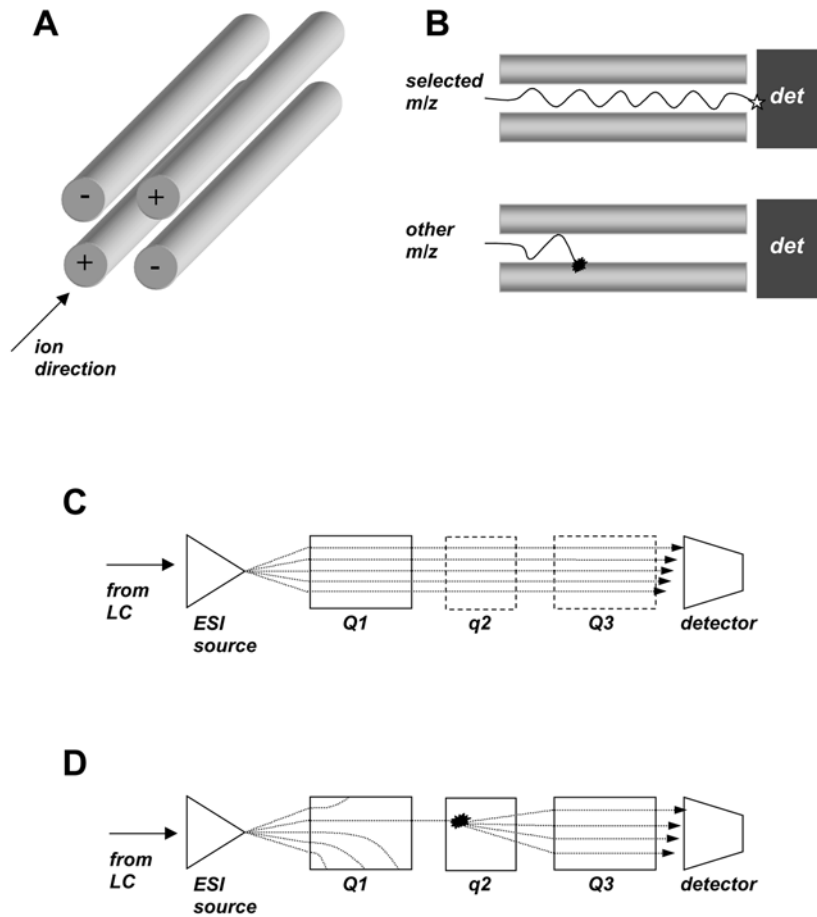 A
-
+
+
-
ion
direction
B
selected
m/z
det
other
m/z
det
C
from
LC
ESI
source
Q1
q2
Q3
detector
D
from
LC
ESI
source
Q1
q2
Q3
detector